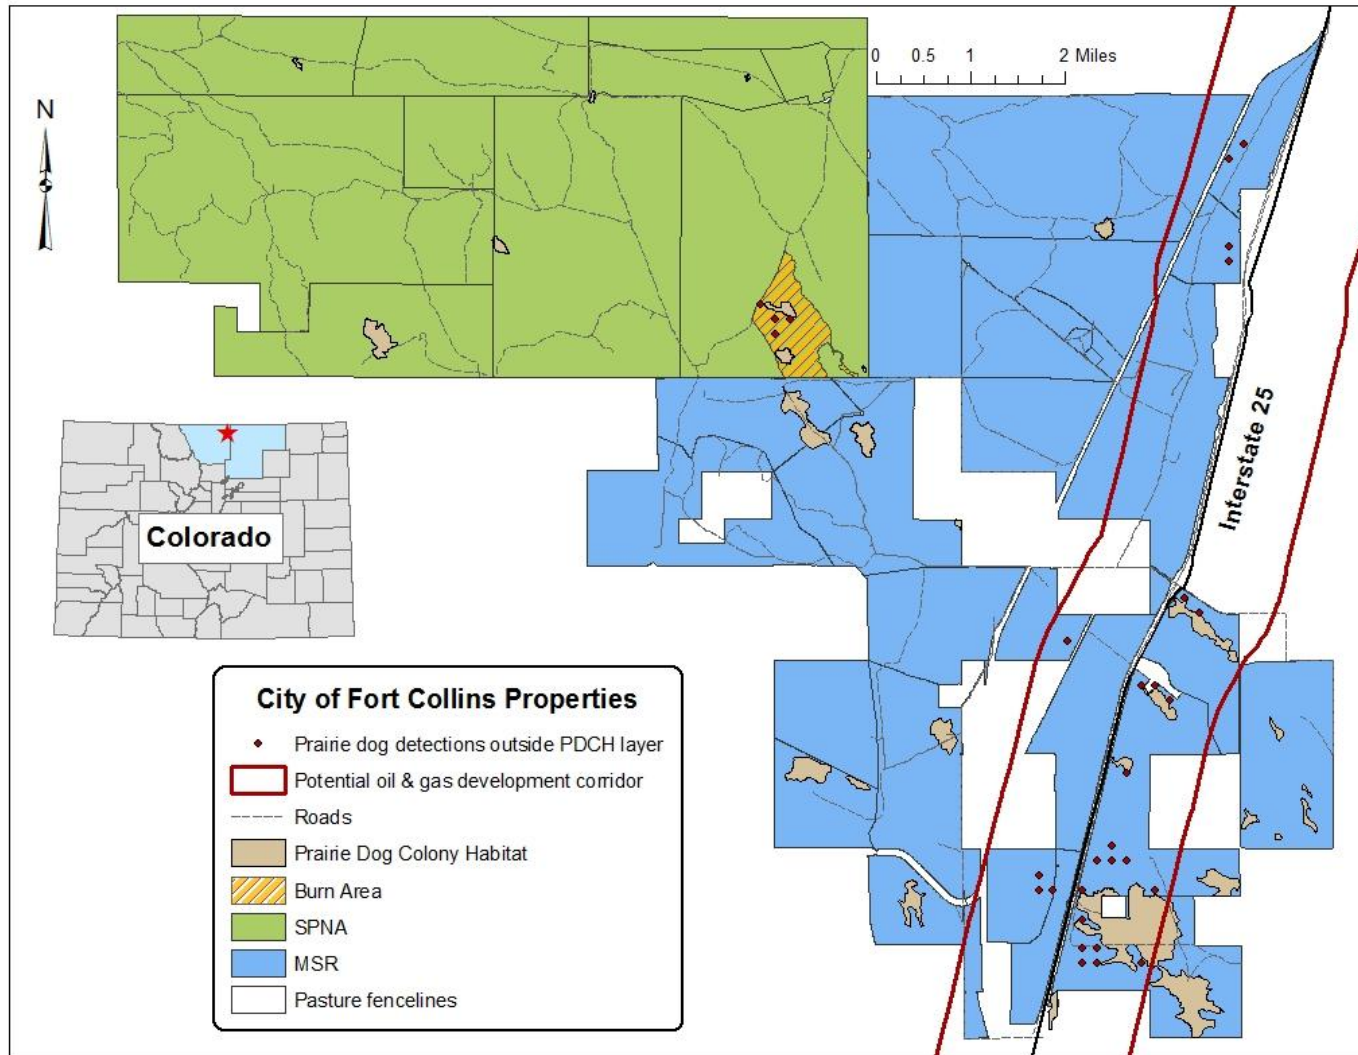 0 0.5 1 2 Miles
N
Interstate 25
Colorado
City of Fort Collins Properties
Prairie dog detections outside PDCH layer
Potential oil & gas development corridor
Roads
Prairie Dog Colony Habitat
Burn Area
SPNA
MSR
Pasture fencelines